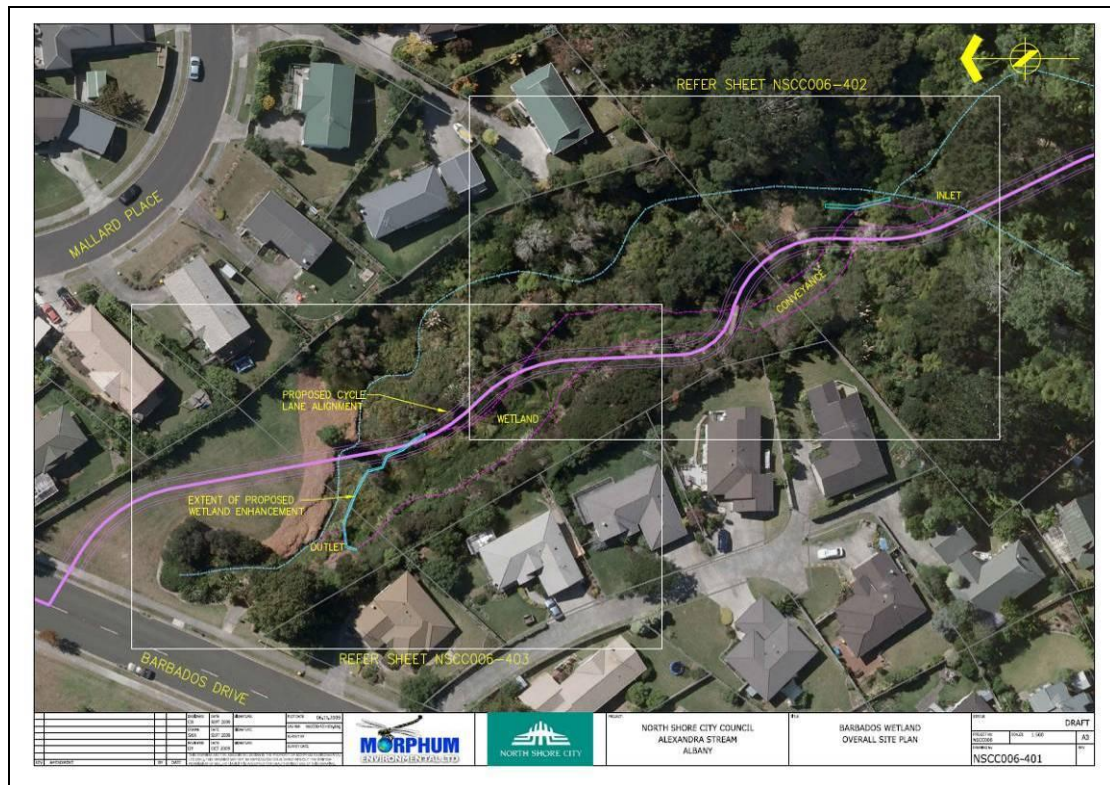 REFER SHEET NSCC006-402
INLET
MALLARD PLACE
CONVEYANCE
PROPOSED CYCLE
LANE ALIGNMENT
WETLAND
EXTENT OF PROPOSED
WETLAND ENHANCEMENT
OUTLET
REFER SHEET NSCC006-403
BARBADOS DRIVE
MORPHUM
ENVIRONMENTAL LTD
NORTH SHORE CITY
NORTH SHORE CITY COUNCIL
ALEXANDRA STREAM
ALBANY
BARBADOS WETLAND
OVERALL SITE PLAN
DRAFT
A3
NSCC006-401